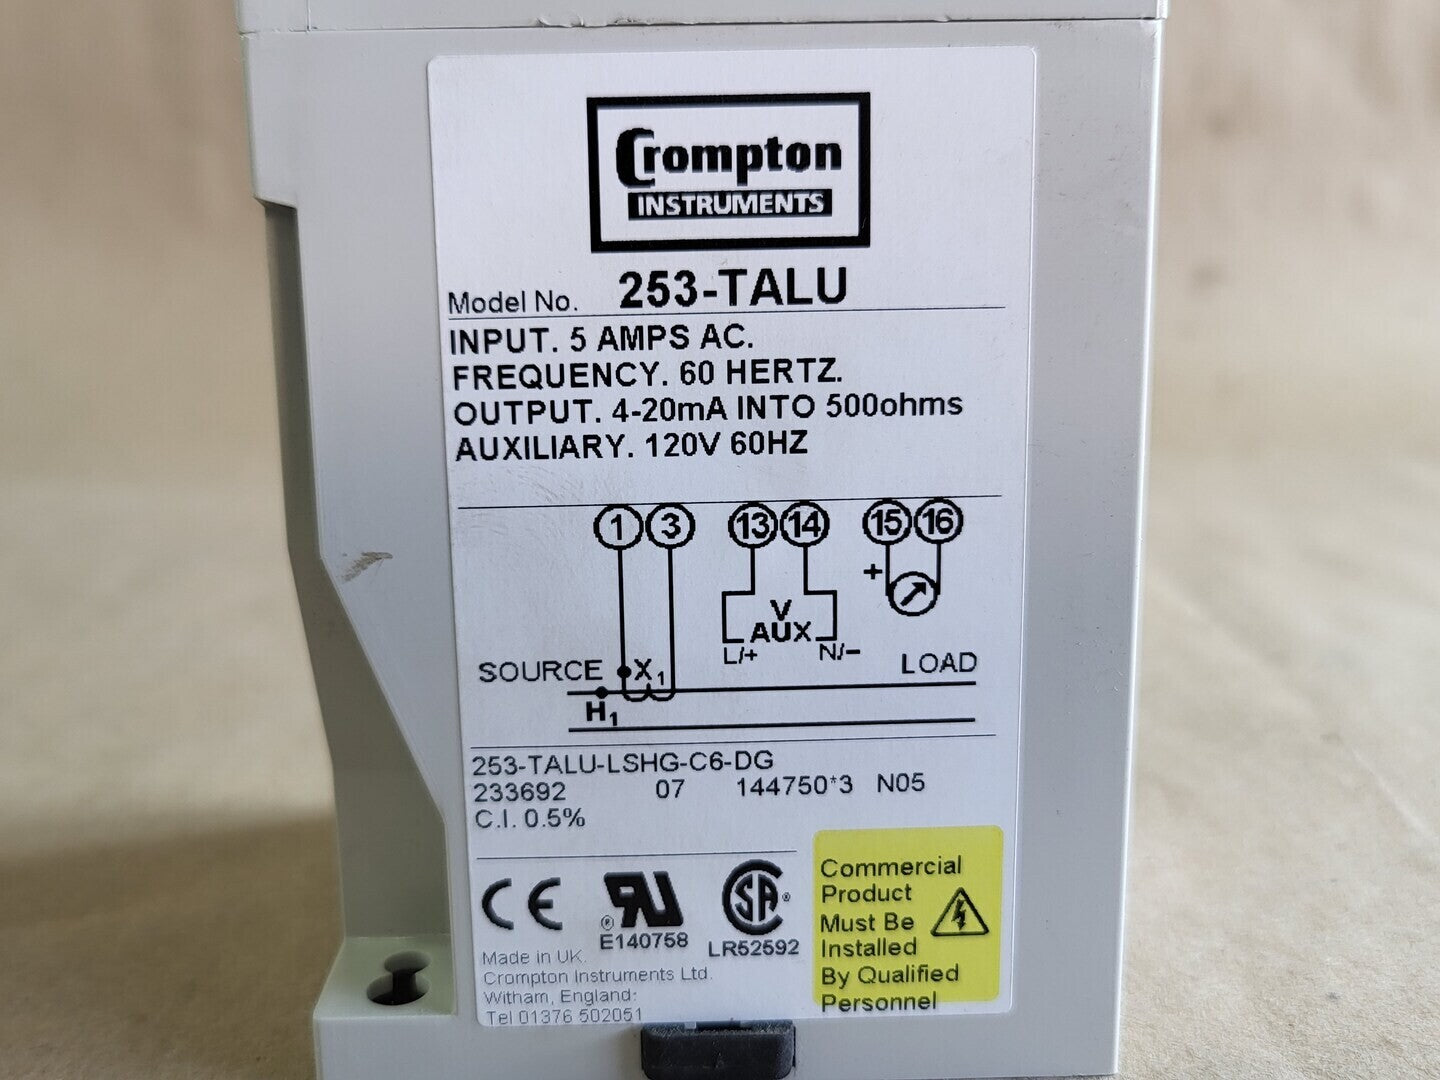 Crompton
INSTRUMENTS
Model No. 253-TALU
INPUT. 5 AMPS AC.
FREQUENCY. 60 HERTZ.
OUTPUT. 4-20mA INTO 500ohms
AUXILIARY. 120V 60HZ
1 3 13 14 15 16
+
V
AUX
L/+ N/−
SOURCE X1 LOAD
H1
253-TALU-LSHG-C6-DG
233692 07 144750*3 N05
C.I. 0.5%
CE
E140758
LR52592
Made in UK.
Crompton Instruments Ltd.
Witham, England:
Tel 01376 502051
Commercial
Product
Must Be
Installed
By Qualified
Personnel